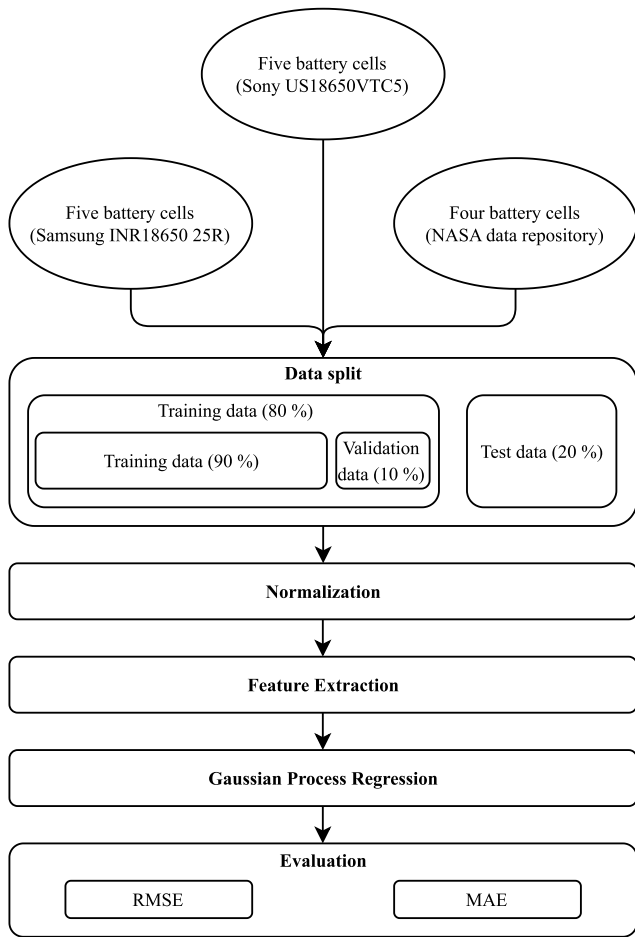 Five battery cells
(Sony US18650VTC5)
Five battery cells
(Samsung INR18650 25R)
Four battery cells
(NASA data repository)
Data split
Training data (80 %)
Training data (90 %)
Validation
data (10 %)
Test data (20 %)
Normalization
Feature Extraction
Gaussian Process Regression
Evaluation
RMSE
MAE